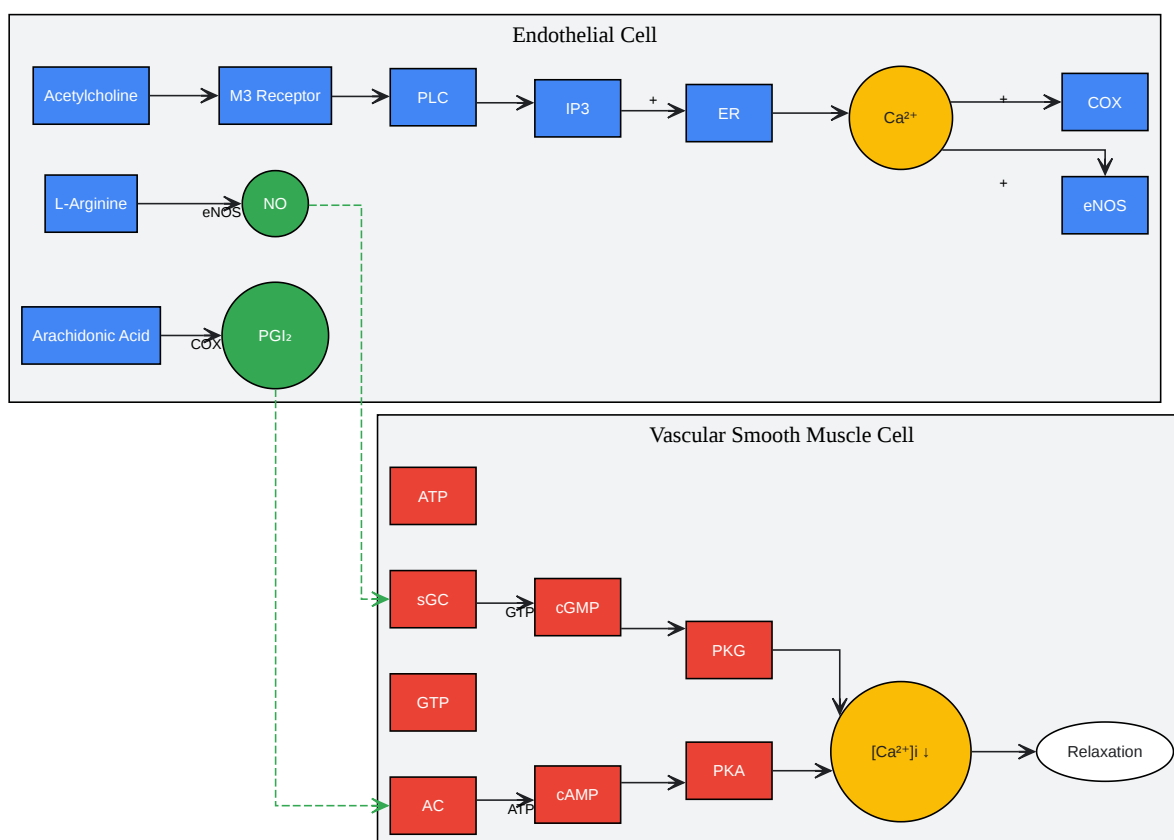 Endothelial Cell
Acetylcholine
M3 Receptor
PLC
IP3
+
ER
Ca²⁺
+
COX
L-Arginine
eNOS
NO
+
eNOS
Arachidonic Acid
COX
PGI₂
Vascular Smooth Muscle Cell
ATP
sGC
GTP
cGMP
PKG
GTP
[Ca²⁺]i ↓
Relaxation
AC
ATP
cAMP
PKA